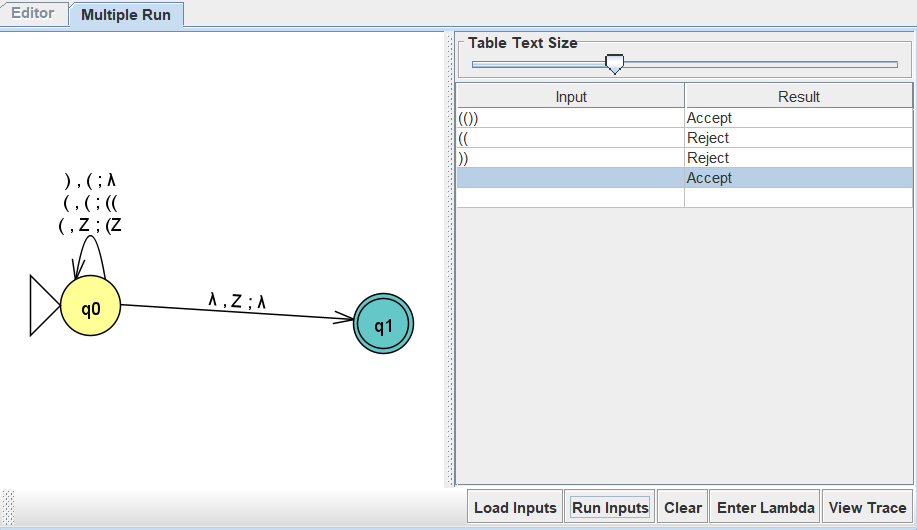 Editor Multiple Run
) , ( ; λ
( , ( ; ((
( , Z ; (Z
q0
λ , Z ; λ
q1
Table Text Size
Input Result
(()) Accept
(( Reject
)) Reject
Accept
Load Inputs Run Inputs Clear Enter Lambda View Trace